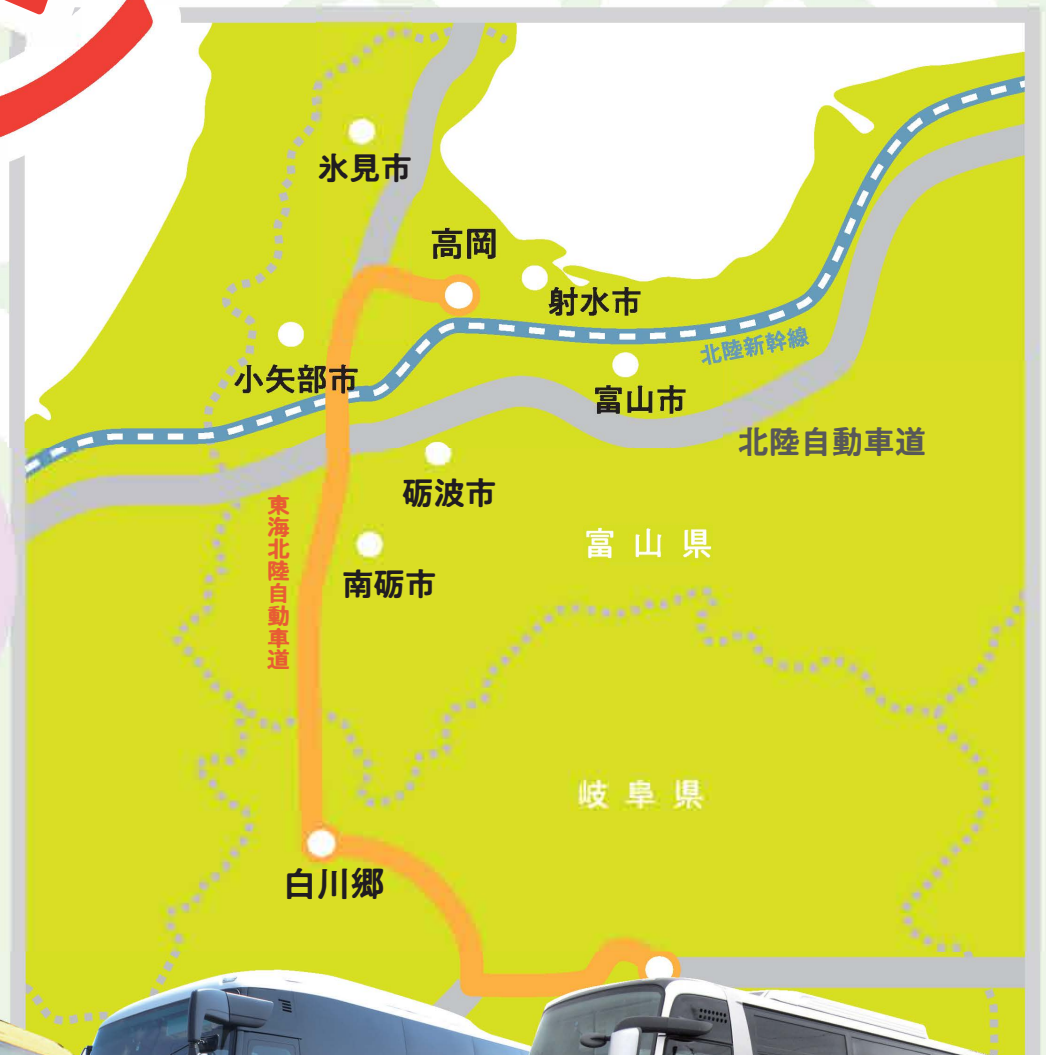 氷見市
高岡
射水市
北陸新幹線
小矢部市
富山市
北陸自動車道
砺波市
東海北陸自動車道
富山県
南砺市
岐阜県
白川郷